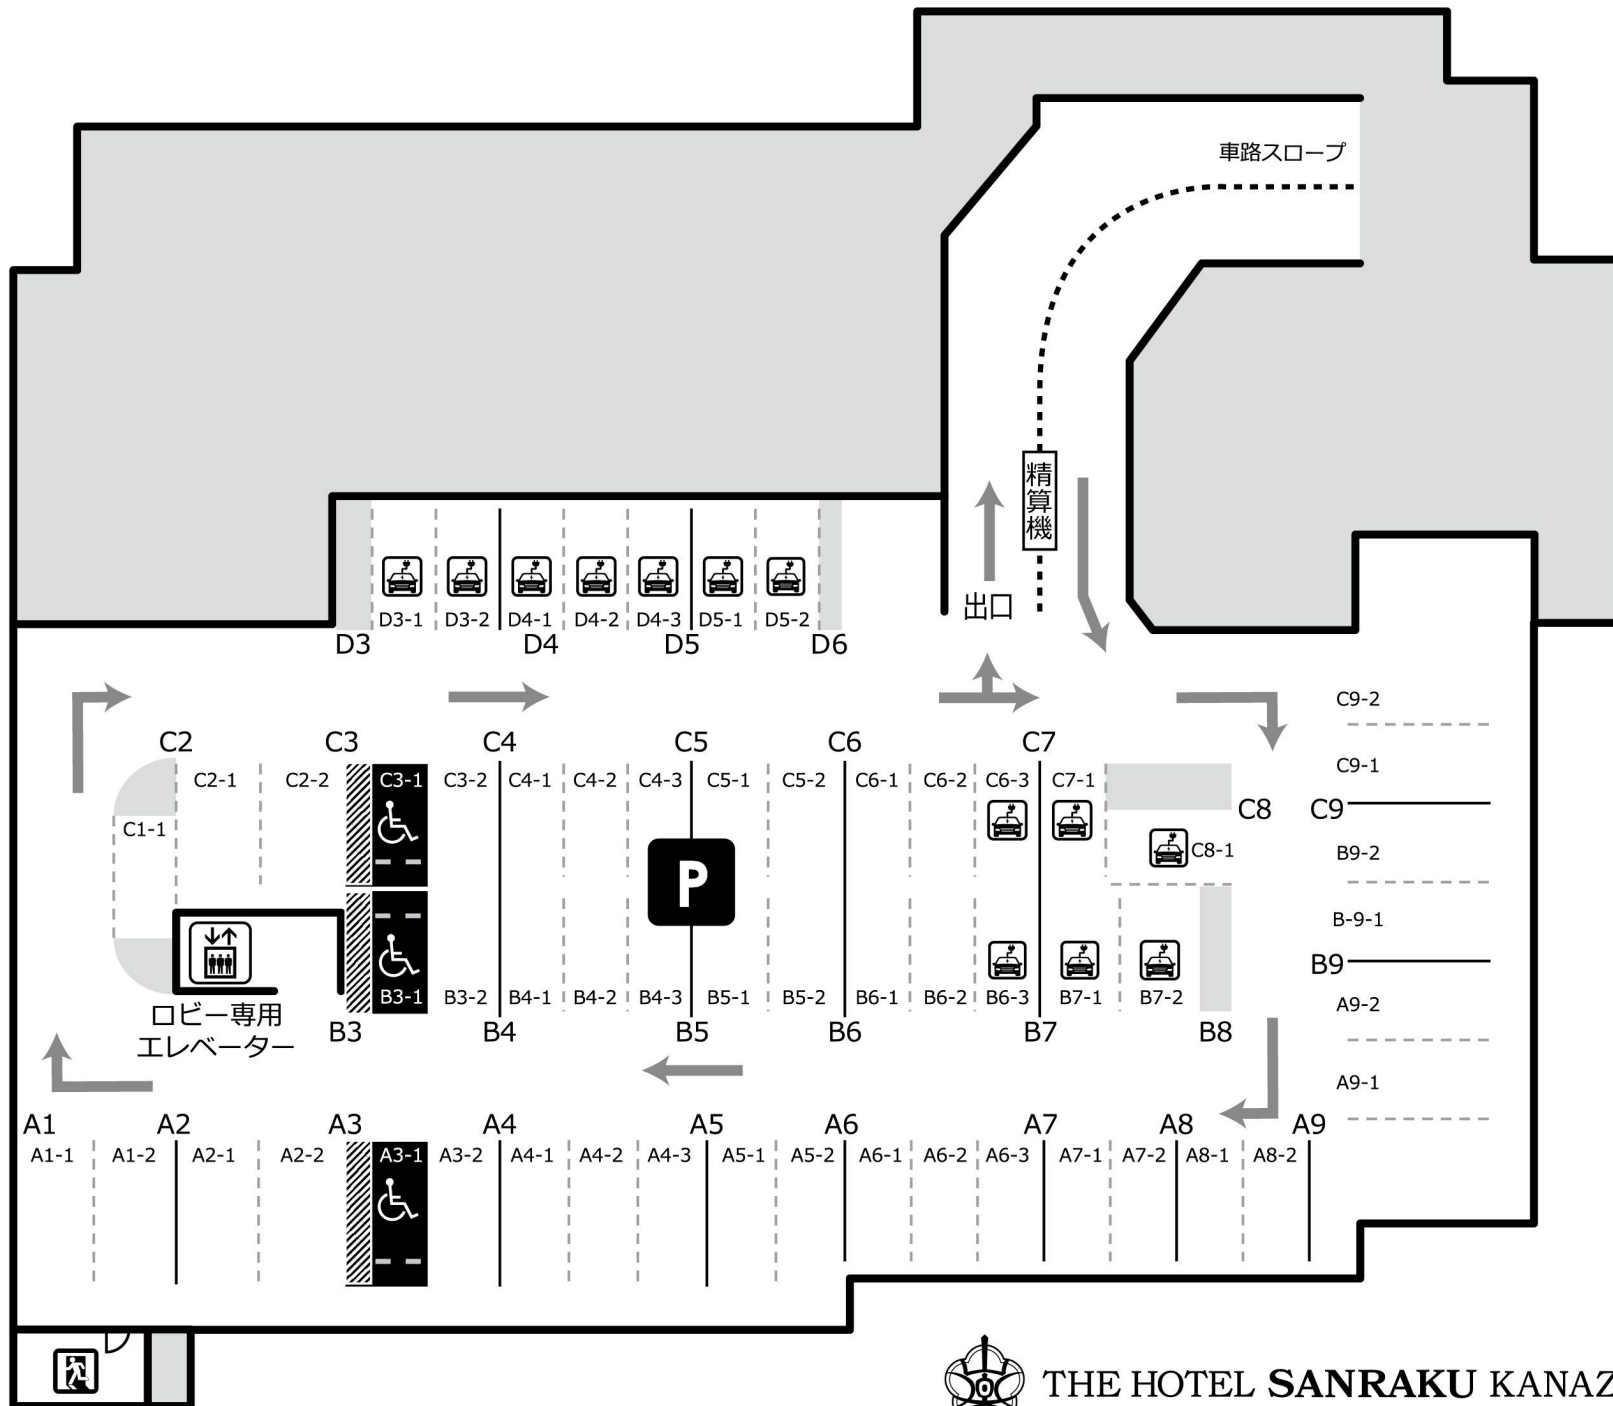 車路スロープ
精算機
出口
D3-1 D3-2 D4-1 D4-2 D4-3 D5-1 D5-2
D3 D4 D5 D6
C9-2
C2 C3 C4 C5 C6 C7
C9-1
C2-1 C2-2 C3-1 C3-2 C4-1 C4-2 C4-3 C5-1 C5-2 C6-1 C6-2 C6-3 C7-1
C8 C9
C1-1
C8-1 B9-2
P
B-9-1
B9
B3-1 B3-2 B4-1 B4-2 B4-3 B5-1 B5-2 B6-1 B6-2 B6-3 B7-1 B7-2
A9-2
ロビー専用
エレベーター
B3 B4 B5 B6 B7 B8
A9-1
A1 A2 A3 A4 A5 A6 A7 A8 A9
A1-1 A1-2 A2-1 A2-2 A3-1 A3-2 A4-1 A4-2 A4-3 A5-1 A5-2 A6-1 A6-2 A6-3 A7-1 A7-2 A8-1 A8-2
THE HOTEL SANRAKU KANAZ